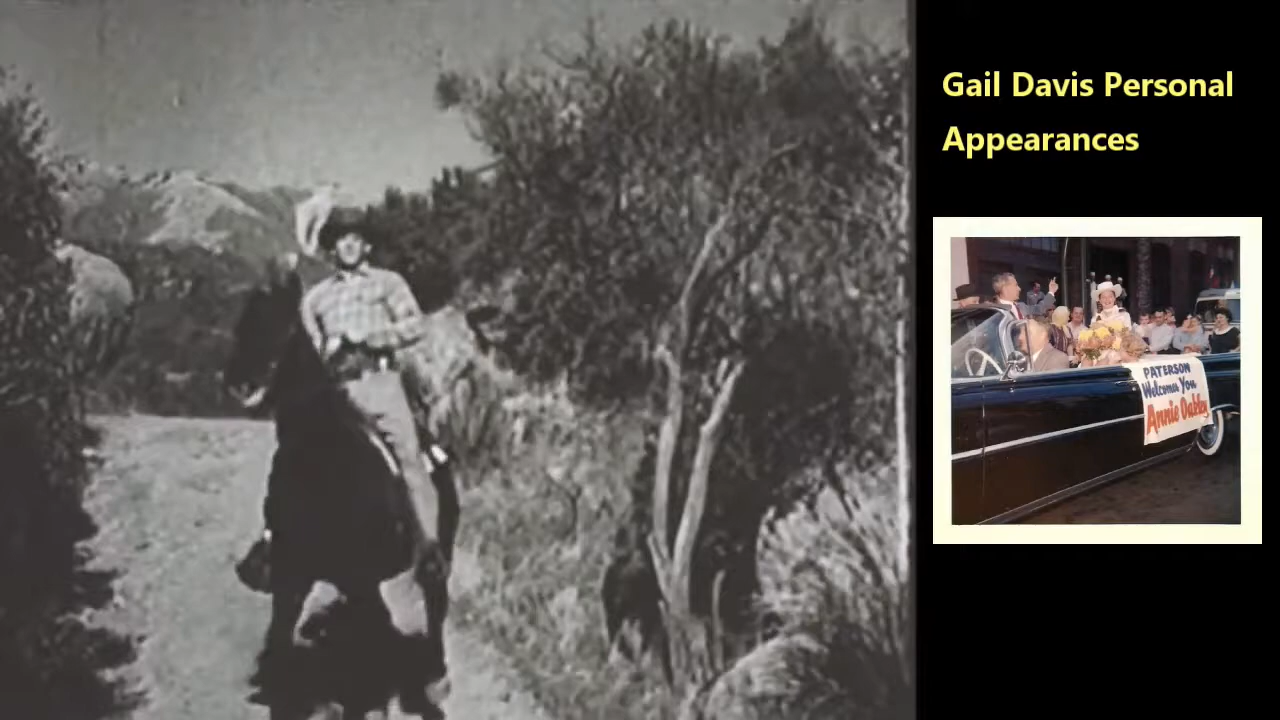 Gail Davis Personal
Appearances
PATERSON
Welcomes You
Annie Oakley